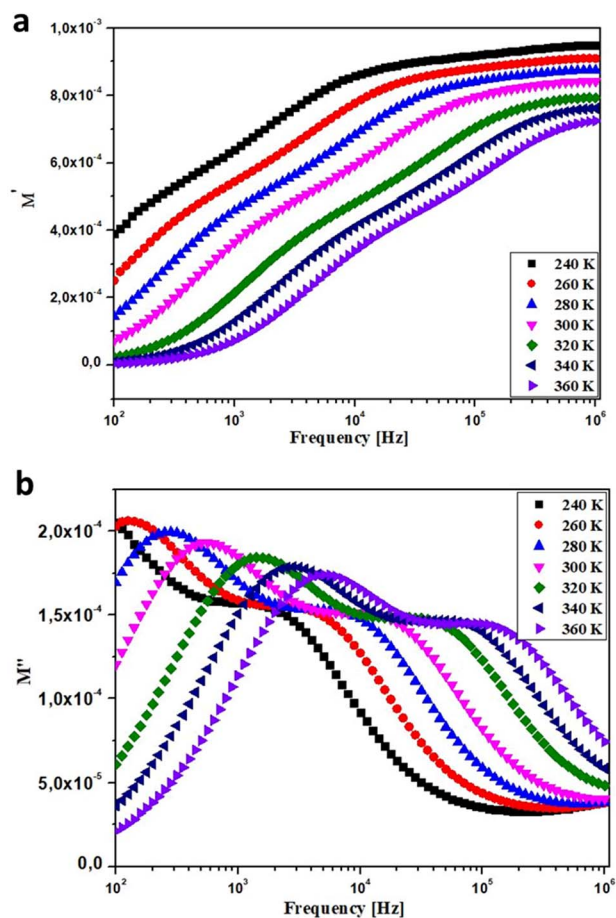 a
1,0x10⁻³
8,0x10⁻⁴
6,0x10⁻⁴
4,0x10⁻⁴
2,0x10⁻⁴
0,0
M'
10² 10³ 10⁴ 10⁵ 10⁶
Frequency [Hz]
240 K
260 K
280 K
300 K
320 K
340 K
360 K
b
2,0x10⁻⁴
1,5x10⁻⁴
1,0x10⁻⁴
5,0x10⁻⁵
0,0
M"
10² 10³ 10⁴ 10⁵ 10⁶
Frequency [Hz]
240 K
260 K
280 K
300 K
320 K
340 K
360 K